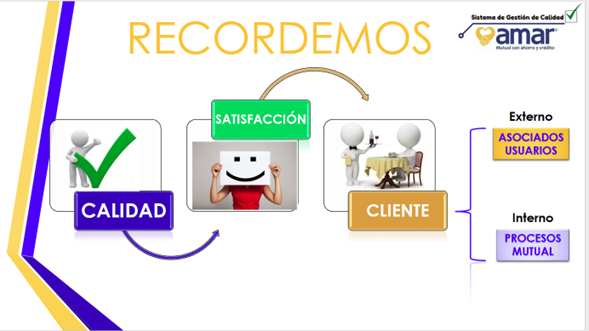 Sistema de Gestión de Calidad
amar
Mutual con ahorro y crédito
RECORDEMOS
SATISFACCIÓN
CALIDAD
CLIENTE
Externo
ASOCIADOS
USUARIOS
Interno
PROCESOS
MUTUAL